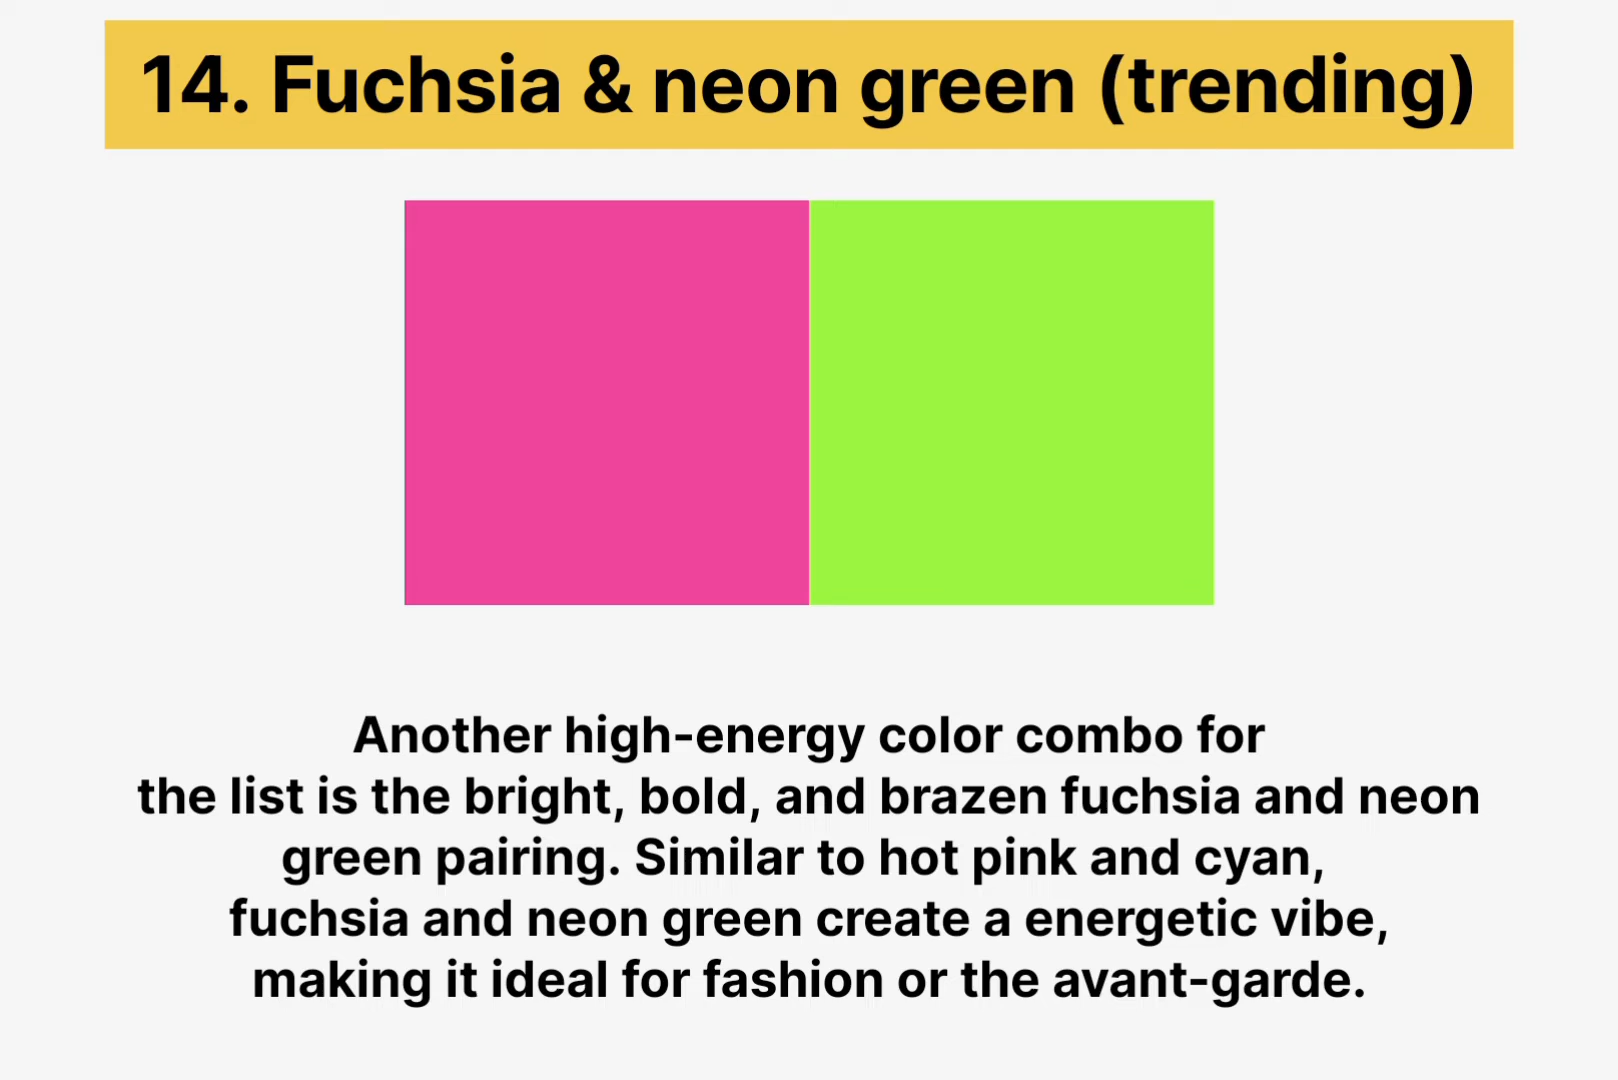 14. Fuchsia & neon green (trending)
Another high-energy color combo for
the list is the bright, bold, and brazen fuchsia and neon
green pairing. Similar to hot pink and cyan,
fuchsia and neon green create a energetic vibe,
making it ideal for fashion or the avant-garde.